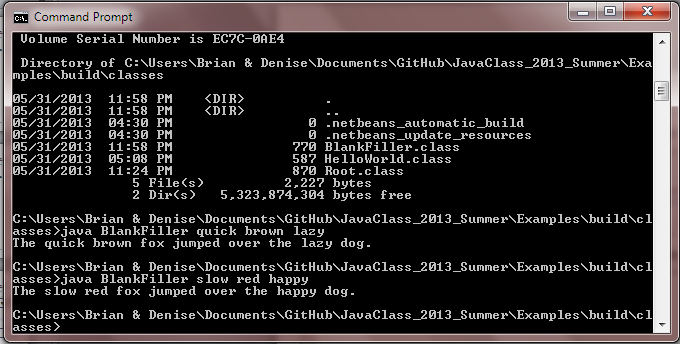 Command Prompt
Volume Serial Number is EC7C-0AE4
Directory of C:\Users\Brian & Denise\Documents\GitHub\JavaClass_2013_Summer\Exa
mples\build\classes
05/31/2013  11:58 PM    <DIR>          .
05/31/2013  11:58 PM    <DIR>          ..
05/31/2013  04:30 PM                 0 .netbeans_automatic_build
05/31/2013  04:30 PM                 0 .netbeans_update_resources
05/31/2013  11:58 PM               770 BlankFiller.class
05/31/2013  05:08 PM               587 HelloWorld.class
05/31/2013  11:24 PM               870 Root.class
5 File(s)          2,227 bytes
2 Dir(s)   5,323,874,304 bytes free
C:\Users\Brian & Denise\Documents\GitHub\JavaClass_2013_Summer\Examples\build\cl
asses>java BlankFiller quick brown lazy
The quick brown fox jumped over the lazy dog.
C:\Users\Brian & Denise\Documents\GitHub\JavaClass_2013_Summer\Examples\build\cl
asses>java BlankFiller slow red happy
The slow red fox jumped over the happy dog.
C:\Users\Brian & Denise\Documents\GitHub\JavaClass_2013_Summer\Examples\build\cl
asses>